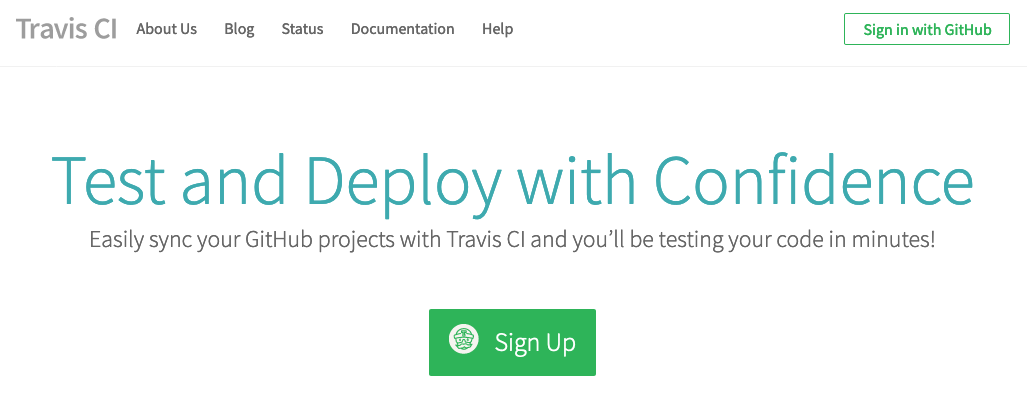 Travis CI About Us Blog Status Documentation Help Sign in with GitHub
Test and Deploy with Confidence
Easily sync your GitHub projects with Travis CI and you’ll be testing your code in minutes!
Sign Up